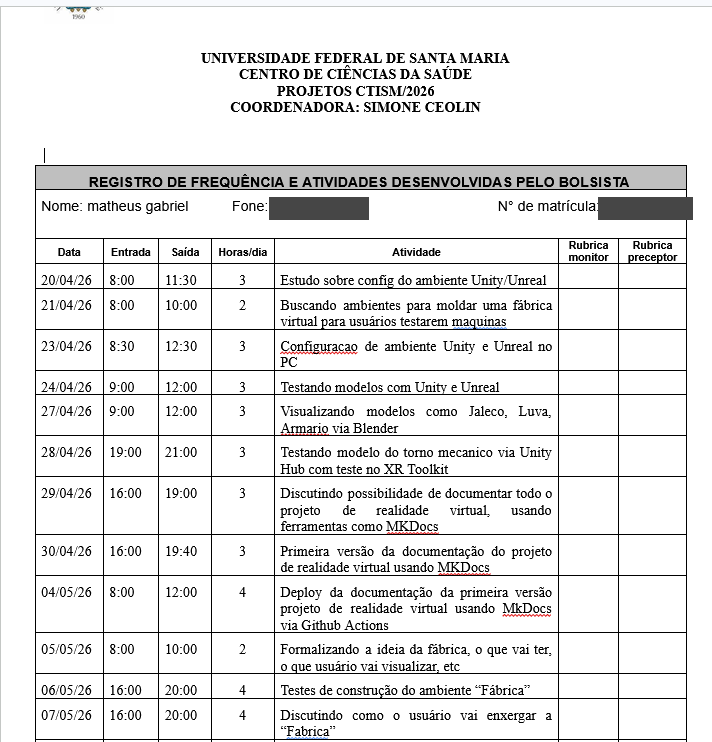 1960
UNIVERSIDADE FEDERAL DE SANTA MARIA
CENTRO DE CIÊNCIAS DA SAÚDE
PROJETOS CTISM/2026
COORDENADORA: SIMONE CEOLIN
REGISTRO DE FREQUÊNCIA E ATIVIDADES DESENVOLVIDAS PELO BOLSISTA
Nome: matheus gabriel Fone: N° de matrícula:
Data Entrada Saída Horas/dia Atividade Rubrica monitor Rubrica preceptor
20/04/26 8:00 11:30 3 Estudo sobre config do ambiente Unity/Unreal
21/04/26 8:00 10:00 2 Buscando ambientes para moldar uma fábrica
virtual para usuários testarem maquinas
23/04/26 8:30 12:30 3 Configuracao de ambiente Unity e Unreal no
PC
24/04/26 9:00 12:00 3 Testando modelos com Unity e Unreal
27/04/26 9:00 12:00 3 Visualizando modelos como Jaleco, Luva,
Armario via Blender
28/04/26 19:00 21:00 3 Testando modelo do torno mecanico via Unity
Hub com teste no XR Toolkit
29/04/26 16:00 19:00 3 Discutindo possibilidade de documentar todo o
projeto de realidade virtual, usando
ferramentas como MKDocs
30/04/26 16:00 19:40 3 Primeira versão da documentação do projeto
de realidade virtual usando MKDocs
04/05/26 8:00 12:00 4 Deploy da documentação da primeira versão
projeto de realidade virtual usando MkDocs
via Github Actions
05/05/26 8:00 10:00 2 Formalizando a ideia da fábrica, o que vai ter,
o que usuário vai visualizar, etc
06/05/26 16:00 20:00 4 Testes de construção do ambiente “Fábrica”
07/05/26 16:00 20:00 4 Discutindo como o usuário vai enxergar a
“Fabrica”